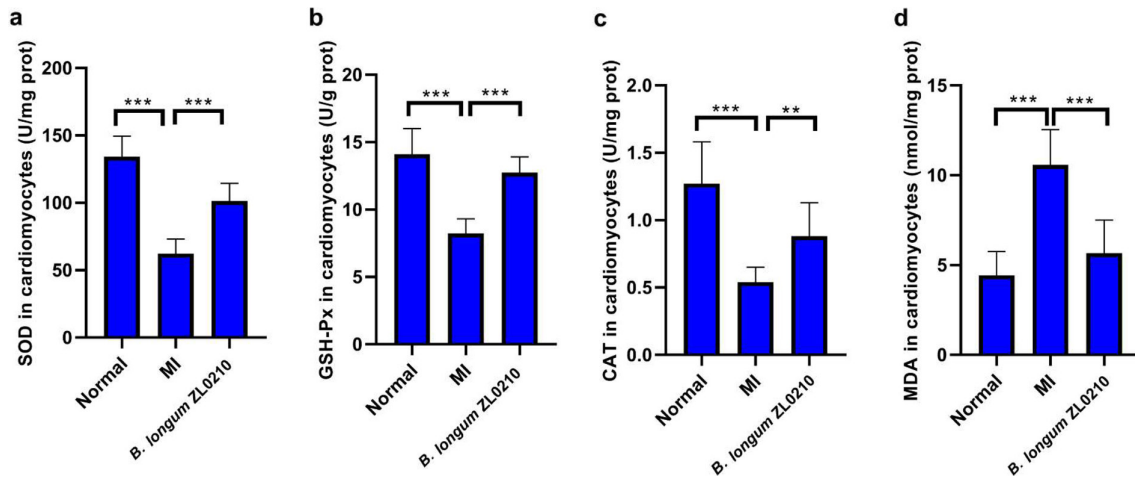 a
SOD in cardiomyocytes (U/mg prot)
200
150
100
50
0
***
***
Normal
MI
B. longum ZL0210
b
GSH-Px in cardiomyocytes (U/g prot)
20
15
10
5
0
***
***
Normal
MI
B. longum ZL0210
c
CAT in cardiomyocytes (U/mg prot)
2.0
1.5
1.0
0.5
0.0
***
**
Normal
MI
B. longum ZL0210
d
MDA in cardiomyocytes (nmol/mg prot)
15
10
5
0
***
***
Normal
MI
B. longum ZL0210